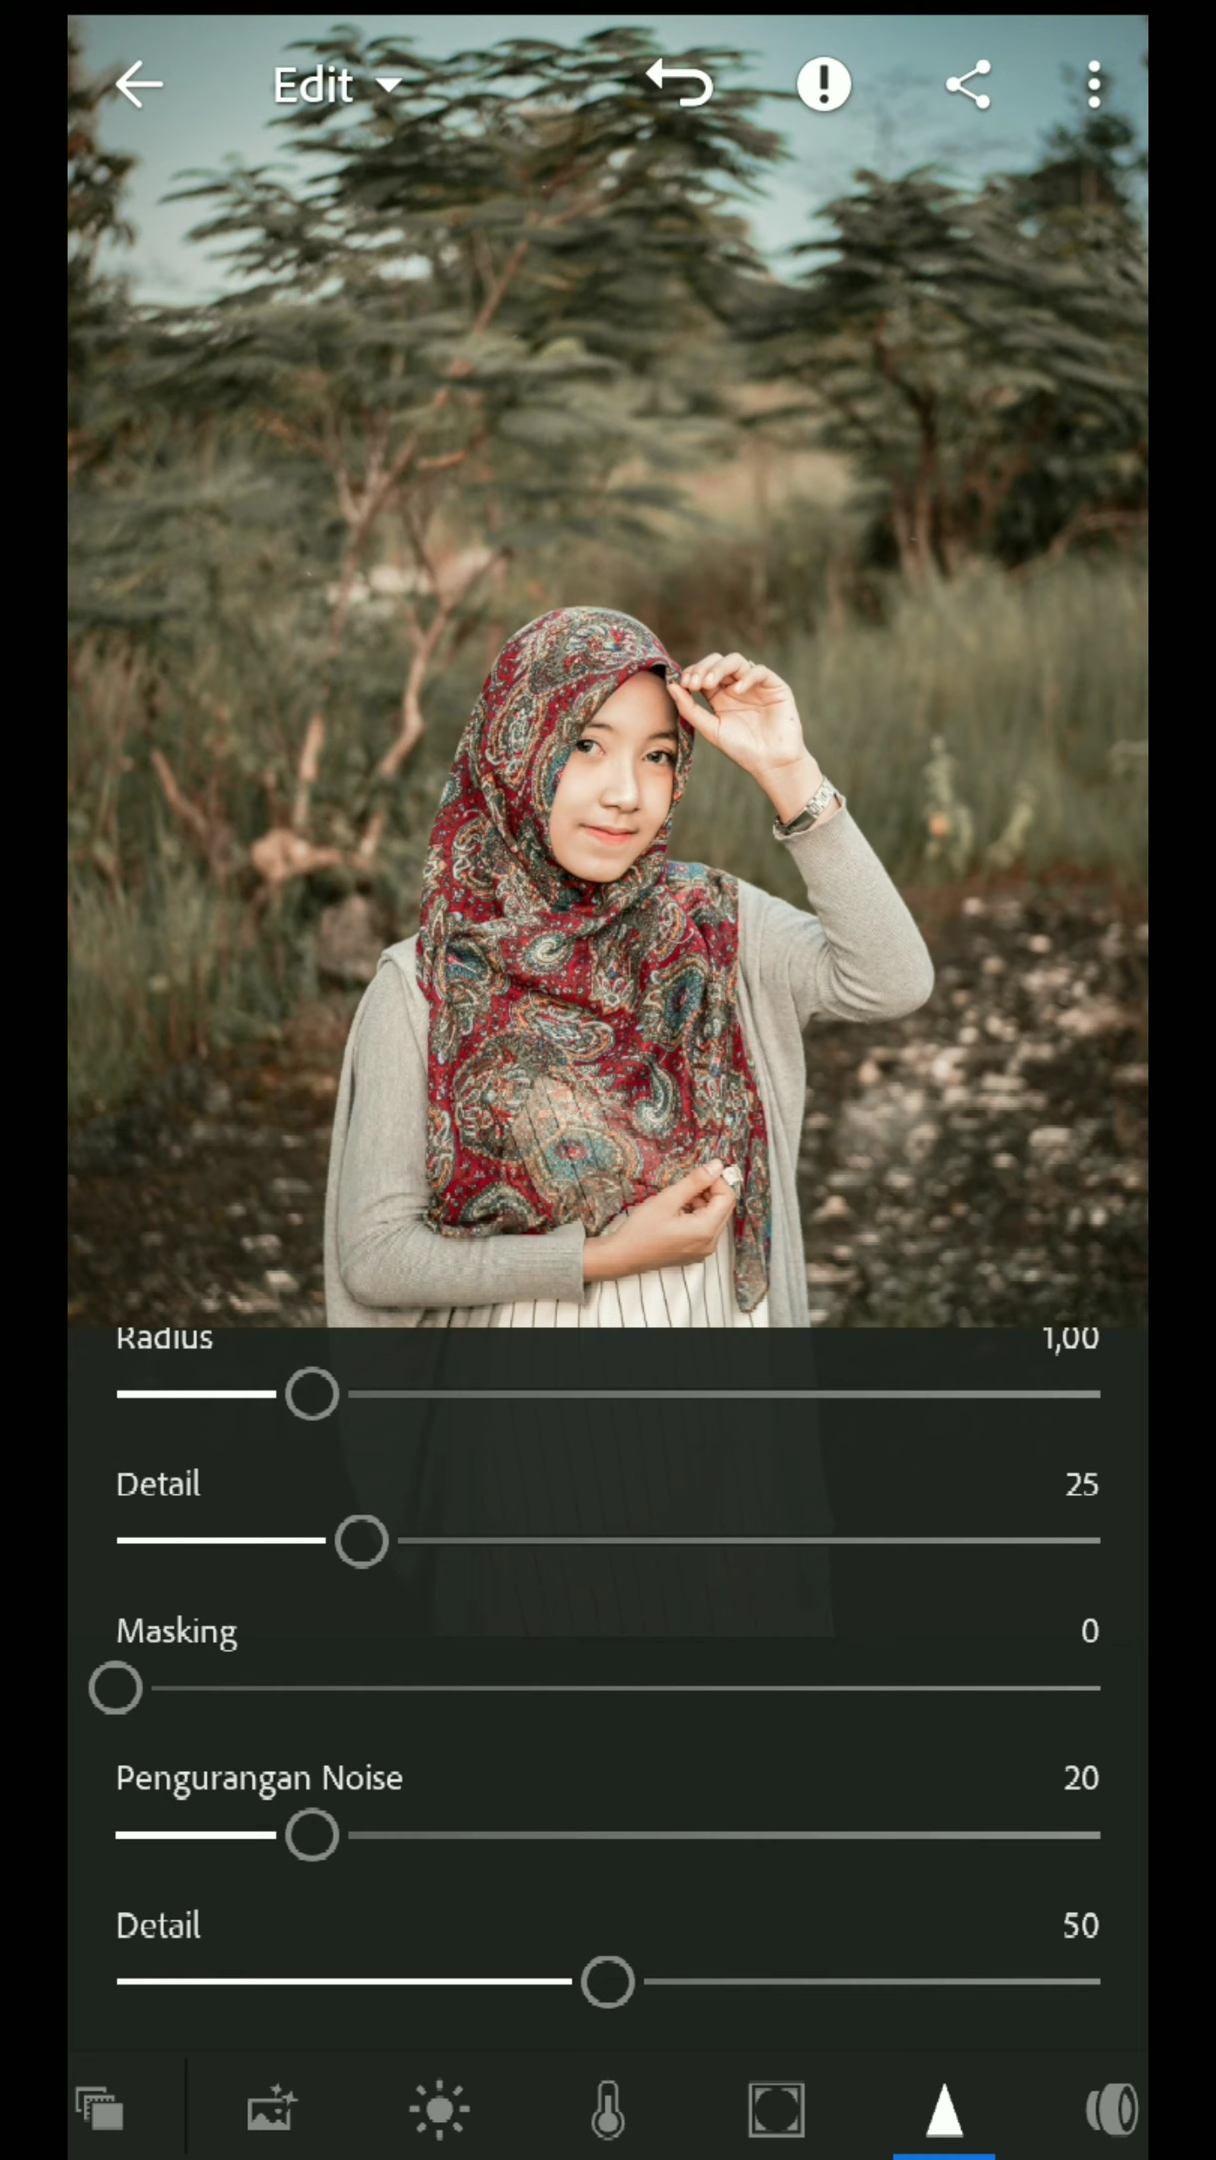 Edit
Radius 1,00
Detail 25
Masking 0
Pengurangan Noise 20
Detail 50